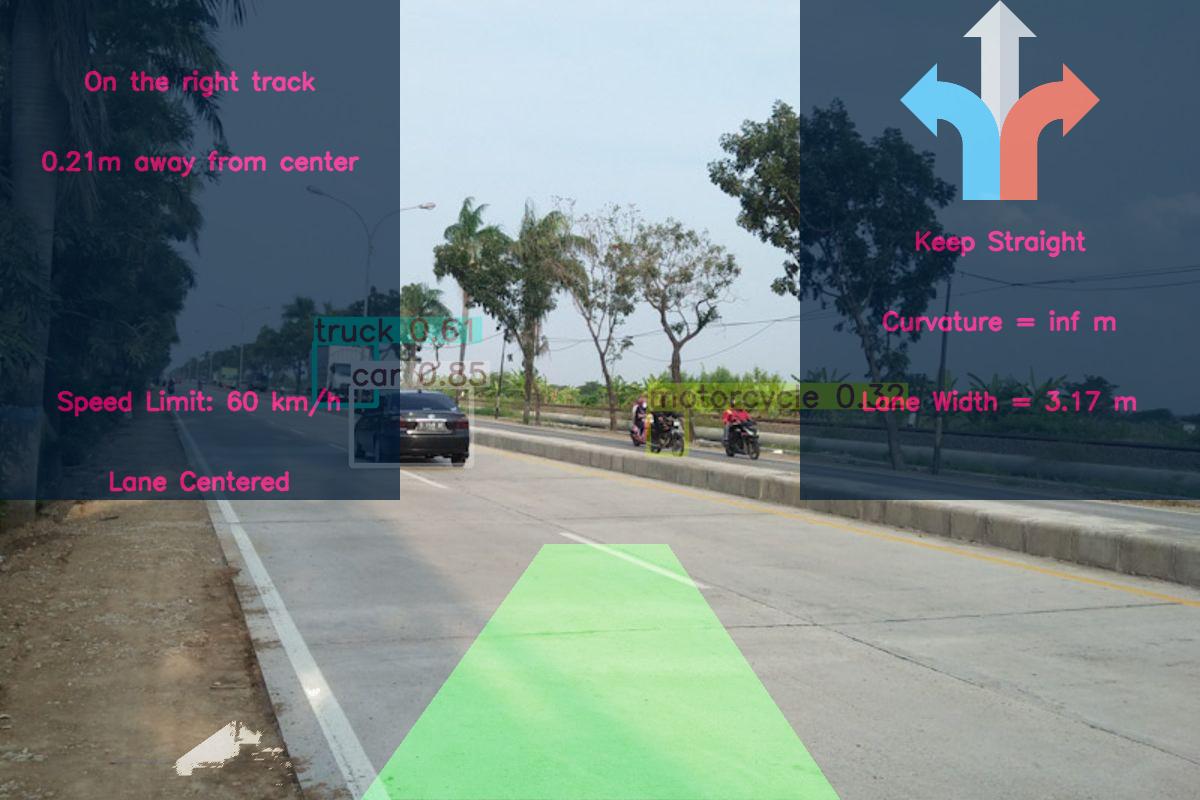 On the right track
0.21m away from center
Keep Straight
Curvature = inf m
truck 0.61
car 0.85
motorcycle 0.32
Speed Limit: 60 km/h
Lane Width = 3.17 m
Lane Centered